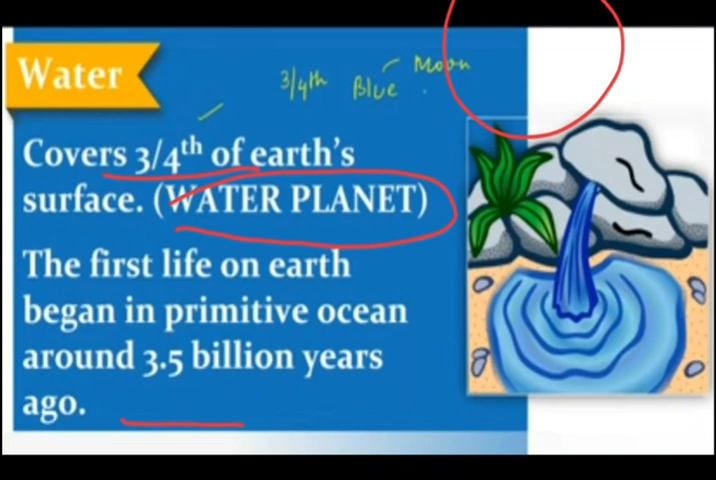 Water
3/4th Blue Moon
Covers 3/4th of earth's
surface. (WATER PLANET)
The first life on earth
began in primitive ocean
around 3.5 billion years
ago.